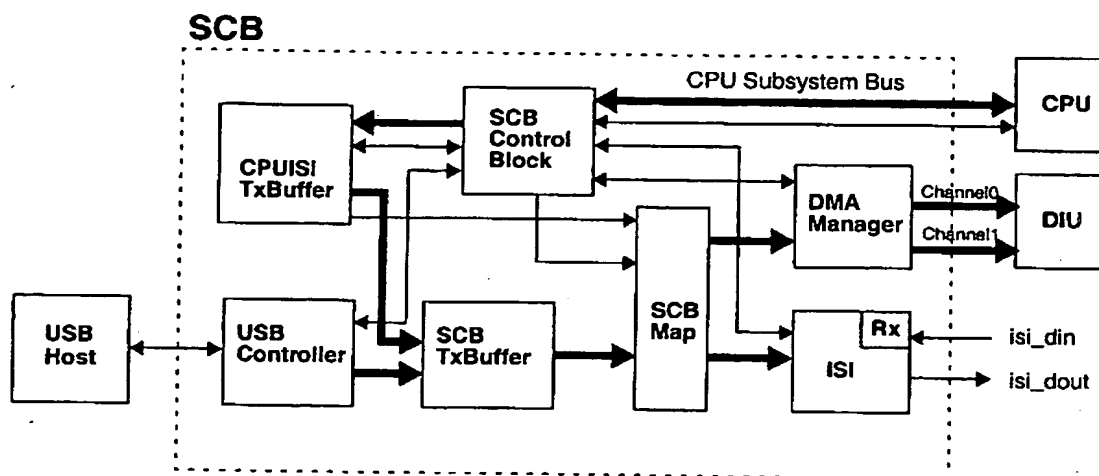 SCB
CPU Subsystem Bus
CPU
SCB
Control
Block
CPUISI
TxBuffer
DMA
Manager
Channel0
Channel1
DIU
SCB
Map
USB
Host
USB
Controller
SCB
TxBuffer
Rx
ISI
isi_din
isi_dout